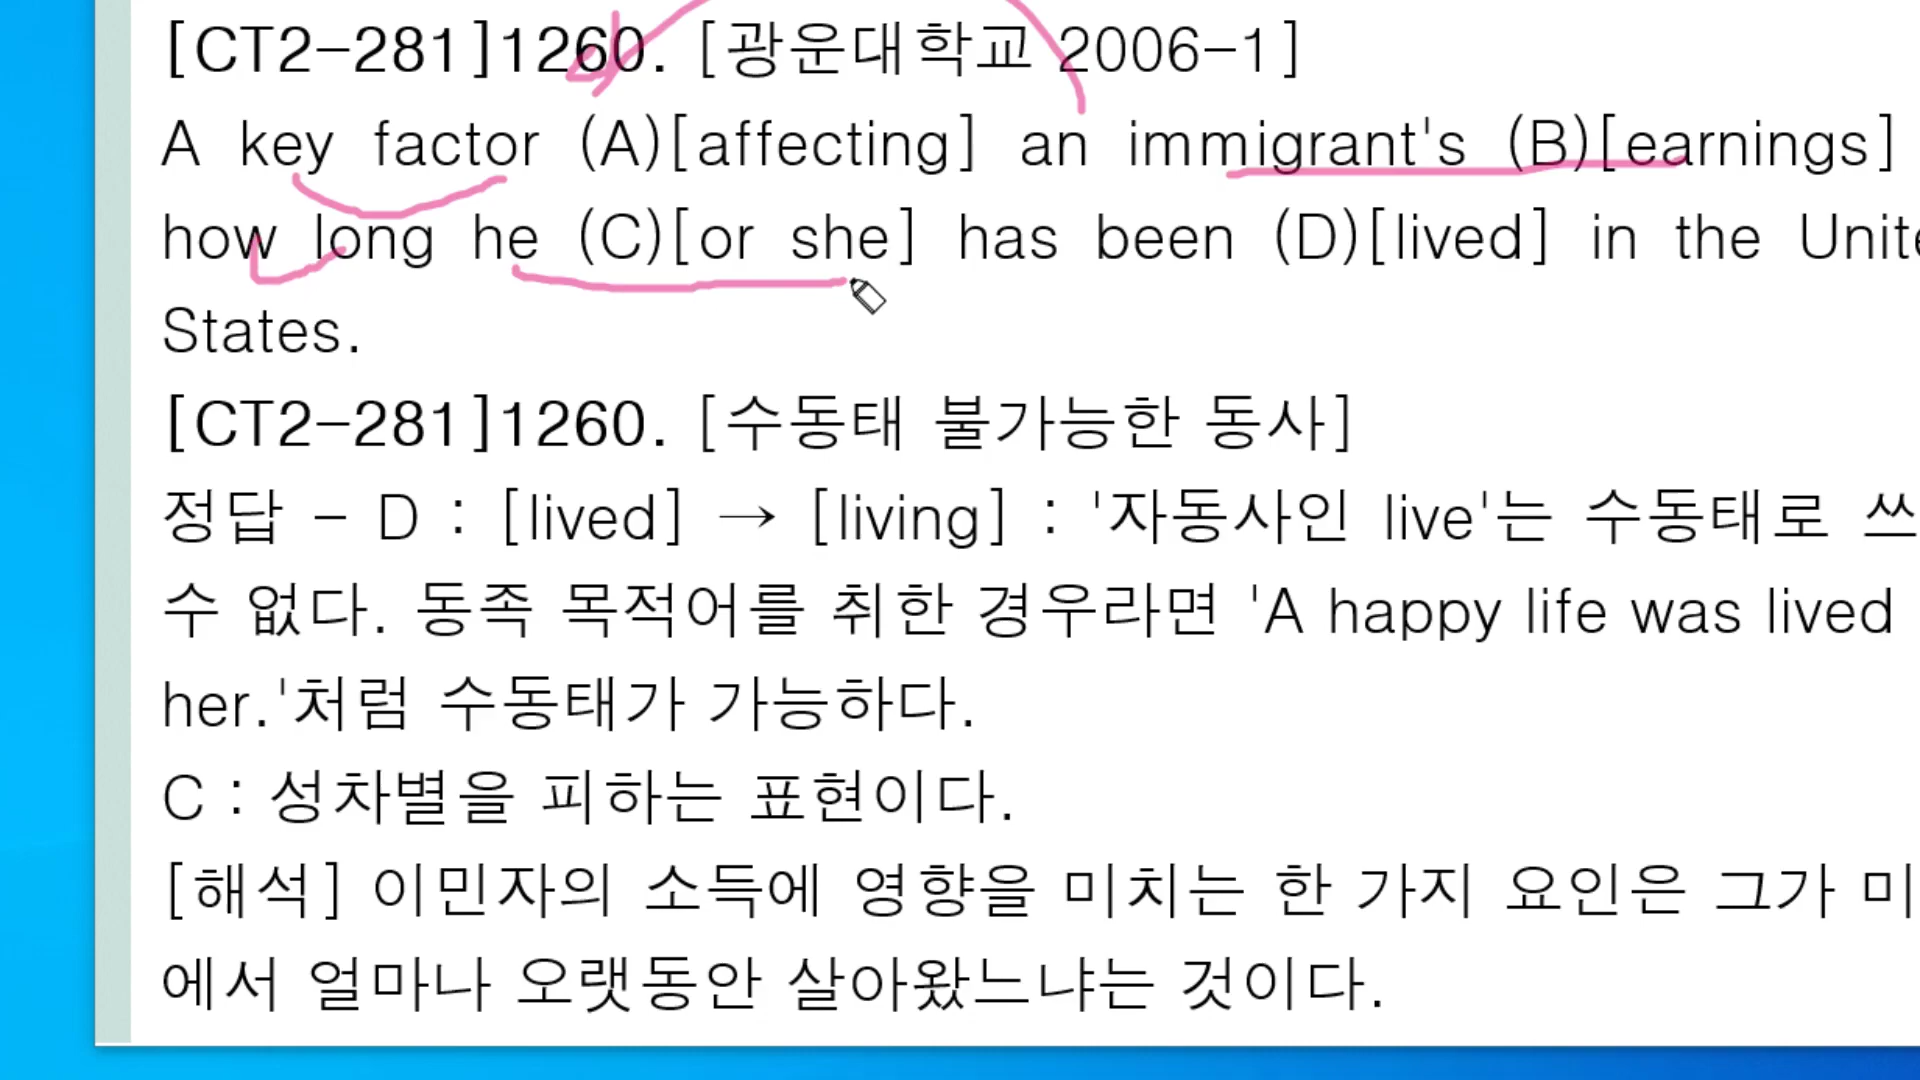 [CT2-281]1260. [광운대학교 2006-1]
A key factor (A)[affecting] an immigrant's (B)[earnings]
how long he (C)[or she] has been (D)[lived] in the Unite
States.
[CT2-281]1260. [수동태 불가능한 동사]
정답 - D : [lived] → [living] : '자동사인 live'는 수동태로 쓰
수 없다. 동족 목적어를 취한 경우라면 'A happy life was lived
her.'처럼 수동태가 가능하다.
C : 성차별을 피하는 표현이다.
[해석] 이민자의 소득에 영향을 미치는 한 가지 요인은 그가 미
에서 얼마나 오랫동안 살아왔느냐는 것이다.